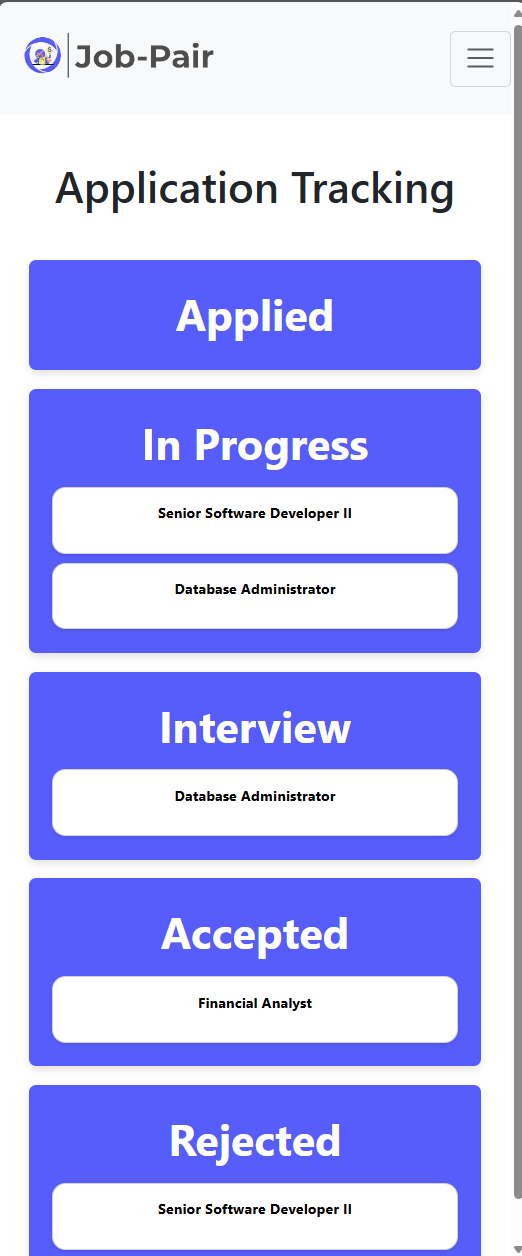 Job-Pair
Application Tracking
Applied
In Progress
Senior Software Developer II
Database Administrator
Interview
Database Administrator
Accepted
Financial Analyst
Rejected
Senior Software Developer II